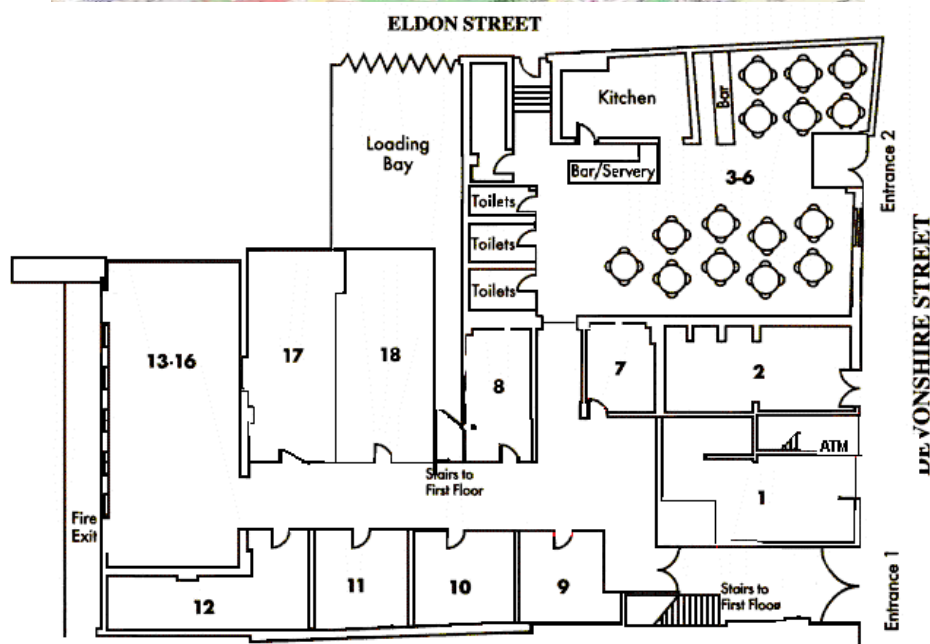 ELDON STREET
Kitchen
Bar
Loading
Bay
Bar/Servery
3-6
Entrance 2
Toilets
Toilets
Toilets
DEVONSHIRE STREET
13-16
17
18
8
7
2
ATM
1
Stairs to
First Floor
Fire
Exit
12
11
10
9
Stairs to
First Floor
Entrance 1